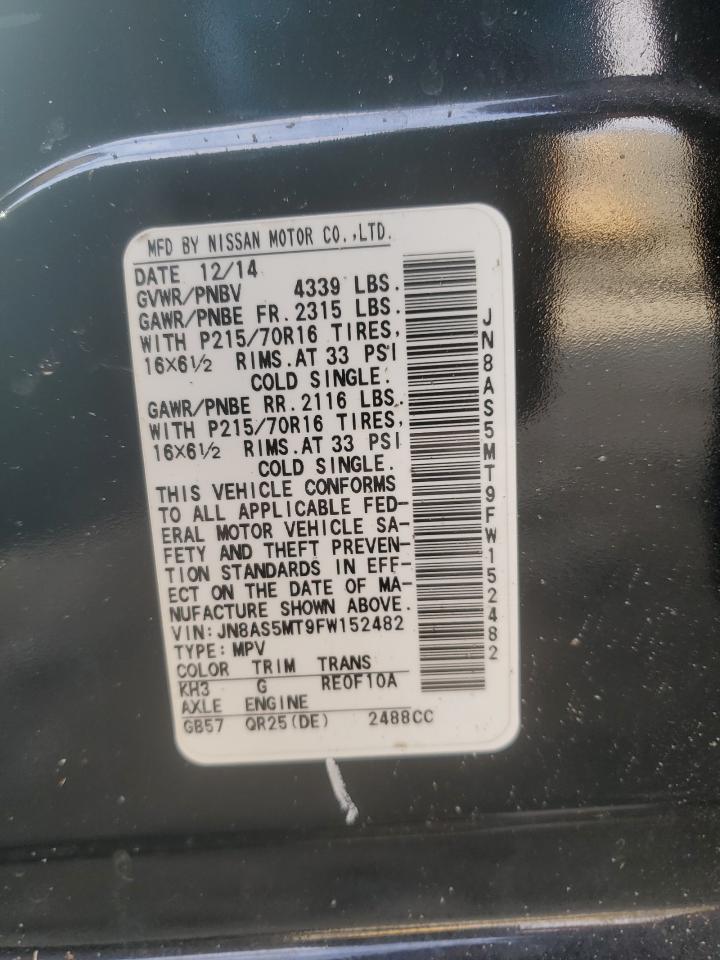 MFD BY NISSAN MOTOR CO.,LTD.
DATE 12/14
GVWR/PNBV 4339 LBS.
GAWR/PNBE FR. 2315 LBS.
WITH P215/70R16 TIRES,
16X6½ RIMS.AT 33 PSI
COLD SINGLE.
GAWR/PNBE RR. 2116 LBS.
WITH P215/70R16 TIRES,
16X6½ RIMS.AT 33 PSI
COLD SINGLE.
THIS VEHICLE CONFORMS
TO ALL APPLICABLE FED-
ERAL MOTOR VEHICLE SA-
FETY AND THEFT PREVEN-
TION STANDARDS IN EFF-
ECT ON THE DATE OF MA-
NUFACTURE SHOWN ABOVE.
VIN: JN8AS5MT9FW152482
TYPE: MPV
COLOR TRIM TRANS
KH3 G RE0F10A
AXLE ENGINE
GB57 QR25(DE) 2488CC
JN8AS5MT9FW152482